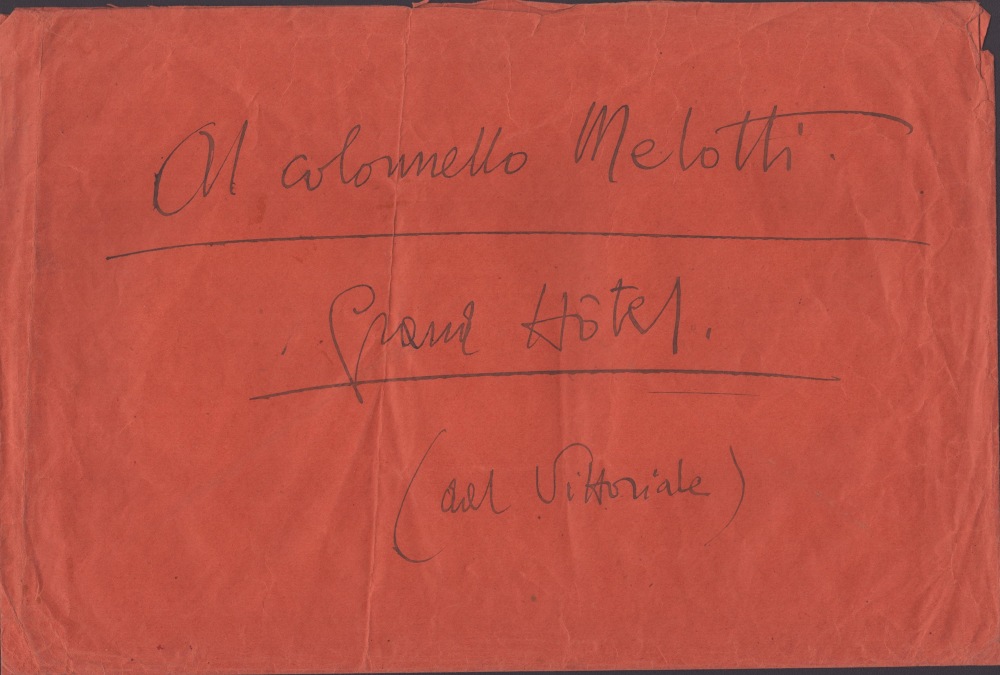 Al colonnello Melotti.
. Grand Hôtel.
(dal Vittoriale)